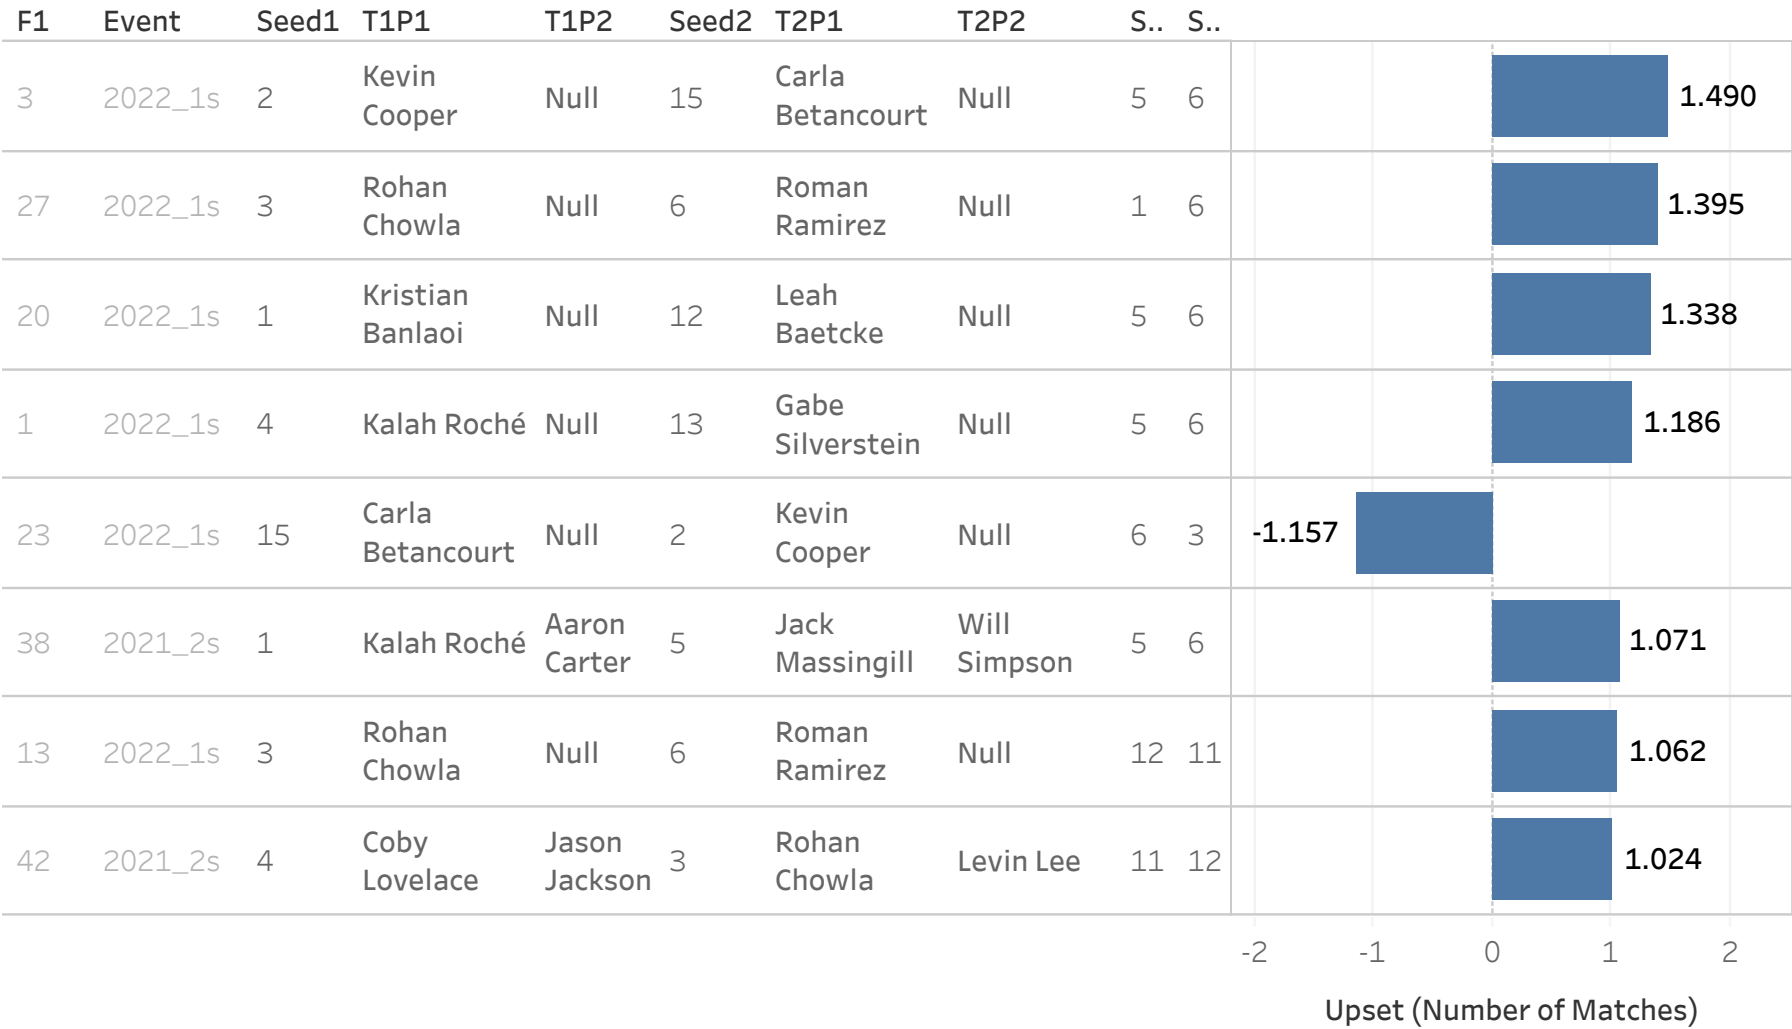 F1 Event Seed1 T1P1 T1P2 Seed2 T2P1 T2P2 S.. S..
3 2022_1s 2 Kevin Cooper Null 15 Carla Betancourt Null 5 6 1.490
27 2022_1s 3 Rohan Chowla Null 6 Roman Ramirez Null 1 6 1.395
20 2022_1s 1 Kristian Banlaoi Null 12 Leah Baetcke Null 5 6 1.338
1 2022_1s 4 Kalah Roché Null 13 Gabe Silverstein Null 5 6 1.186
23 2022_1s 15 Carla Betancourt Null 2 Kevin Cooper Null 6 3 -1.157
38 2021_2s 1 Kalah Roché Aaron Carter 5 Jack Massingill Will Simpson 5 6 1.071
13 2022_1s 3 Rohan Chowla Null 6 Roman Ramirez Null 12 11 1.062
42 2021_2s 4 Coby Lovelace Jason Jackson 3 Rohan Chowla Levin Lee 11 12 1.024
-2 -1 0 1 2
Upset (Number of Matches)